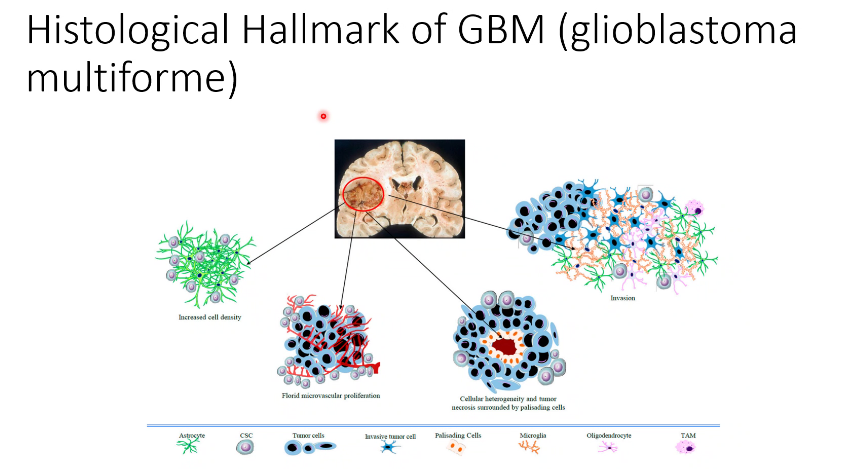 Histological Hallmark of GBM (glioblastoma
multiforme)
Increased cell density
Florid microvascular proliferation
Cellular heterogeneity and tumor
necrosis surrounded by palisading cells
Invasion
Astrocyte CSC Tumor cells Invasive tumor cell Palisading Cells Microglia Oligodendrocyte TAM